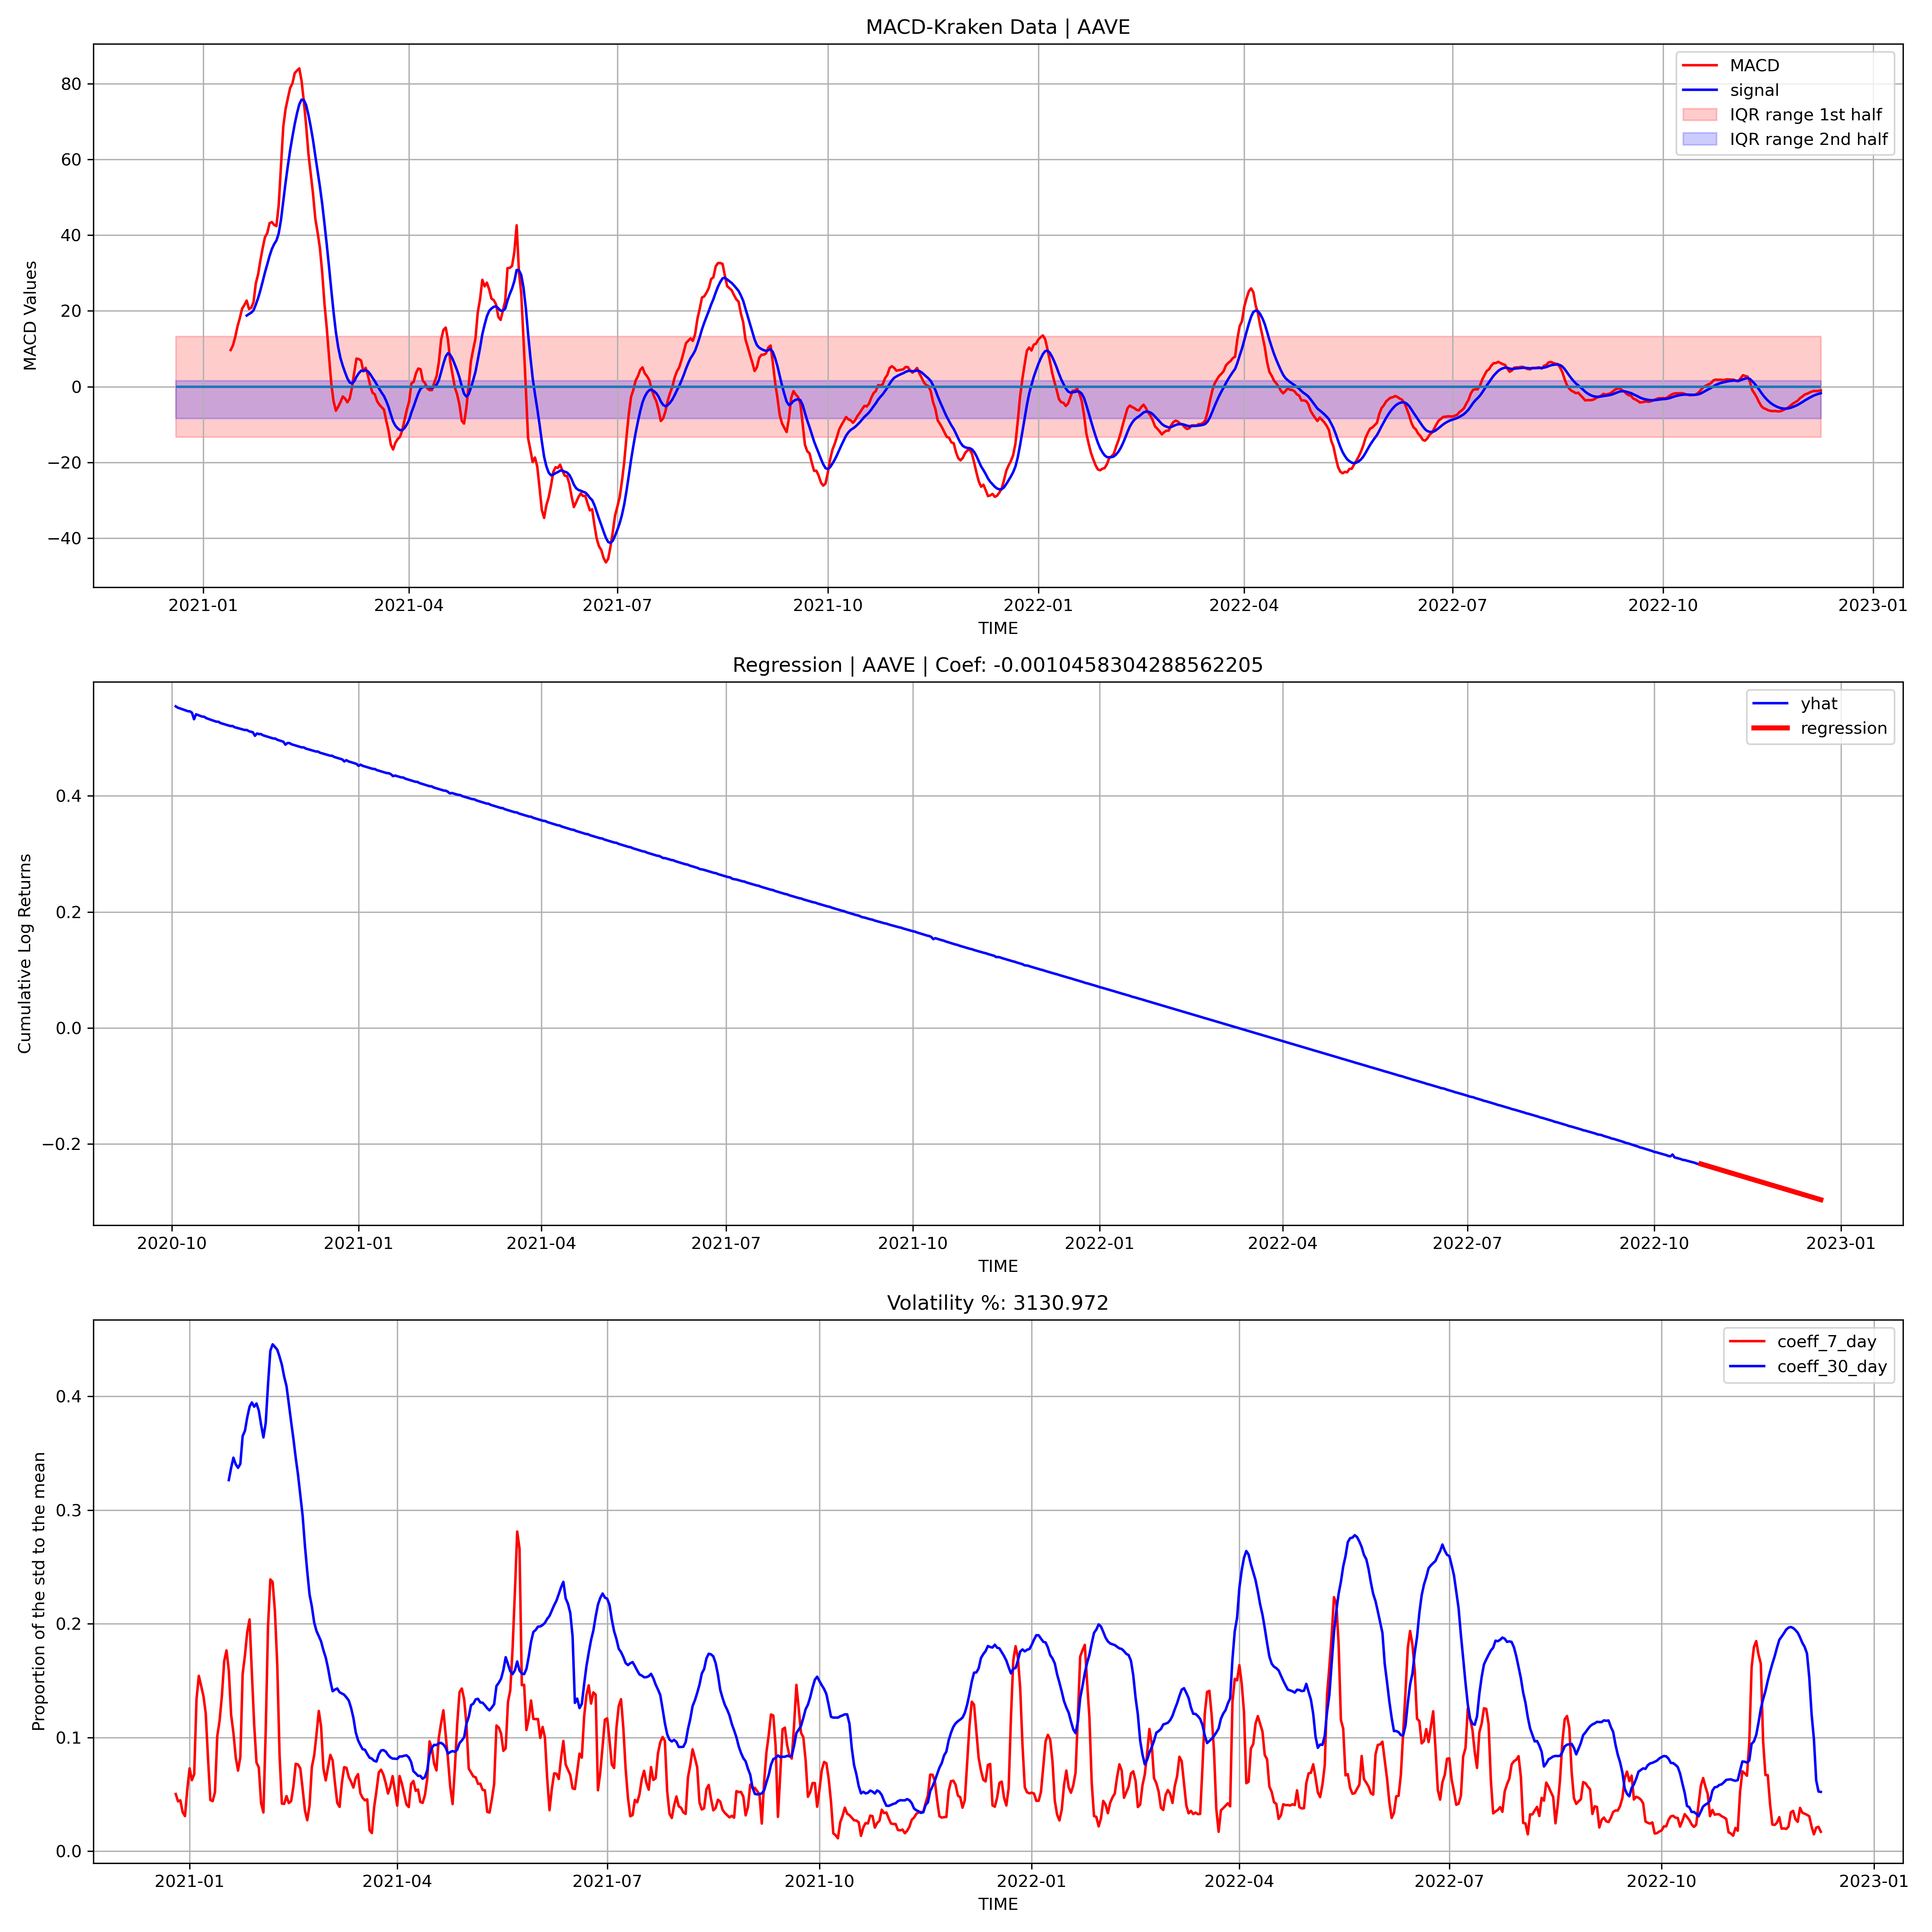 MACD-Kraken Data | AAVE
MACD Values
80
60
40
20
0
−20
−40
MACD
signal
IQR range 1st half
IQR range 2nd half
2021-01 2021-04 2021-07 2021-10 2022-01 2022-04 2022-07 2022-10 2023-01
TIME
Regression | AAVE | Coef: -0.0010458304288562205
Cumulative Log Returns
0.4
0.2
0.0
−0.2
yhat
regression
2020-10 2021-01 2021-04 2021-07 2021-10 2022-01 2022-04 2022-07 2022-10 2023-01
TIME
Volatility %: 3130.972
Proportion of the std to the mean
0.4
0.3
0.2
0.1
0.0
coeff_7_day
coeff_30_day
2021-01 2021-04 2021-07 2021-10 2022-01 2022-04 2022-07 2022-10 2023-01
TIME